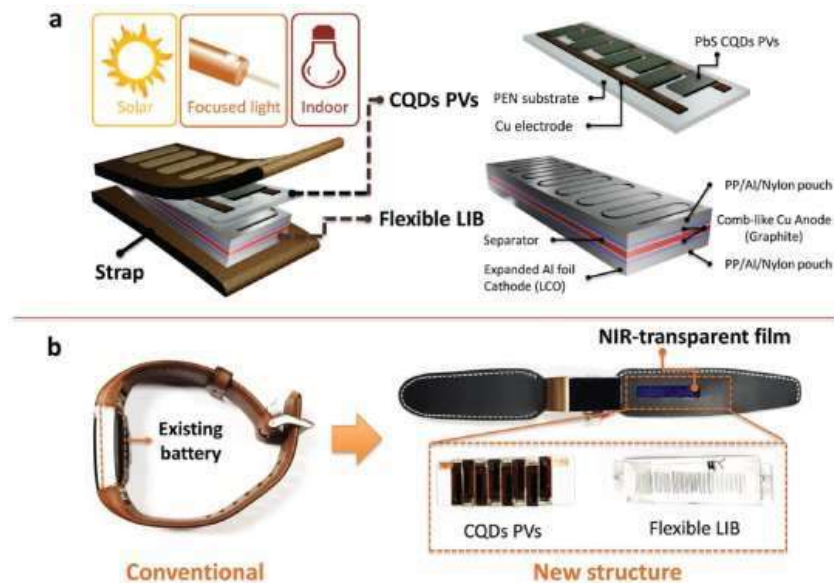 a
Solar
Focused light
Indoor
CQDs PVs
Flexible LIB
Strap
PbS CQDs PVs
PEN substrate
Cu electrode
PP/Al/Nylon pouch
Comb-like Cu Anode
(Graphite)
Separator
PP/Al/Nylon pouch
Expanded Al foil
Cathode (LCO)
b
NIR-transparent film
Existing
battery
CQDs PVs
Flexible LIB
Conventional
New structure